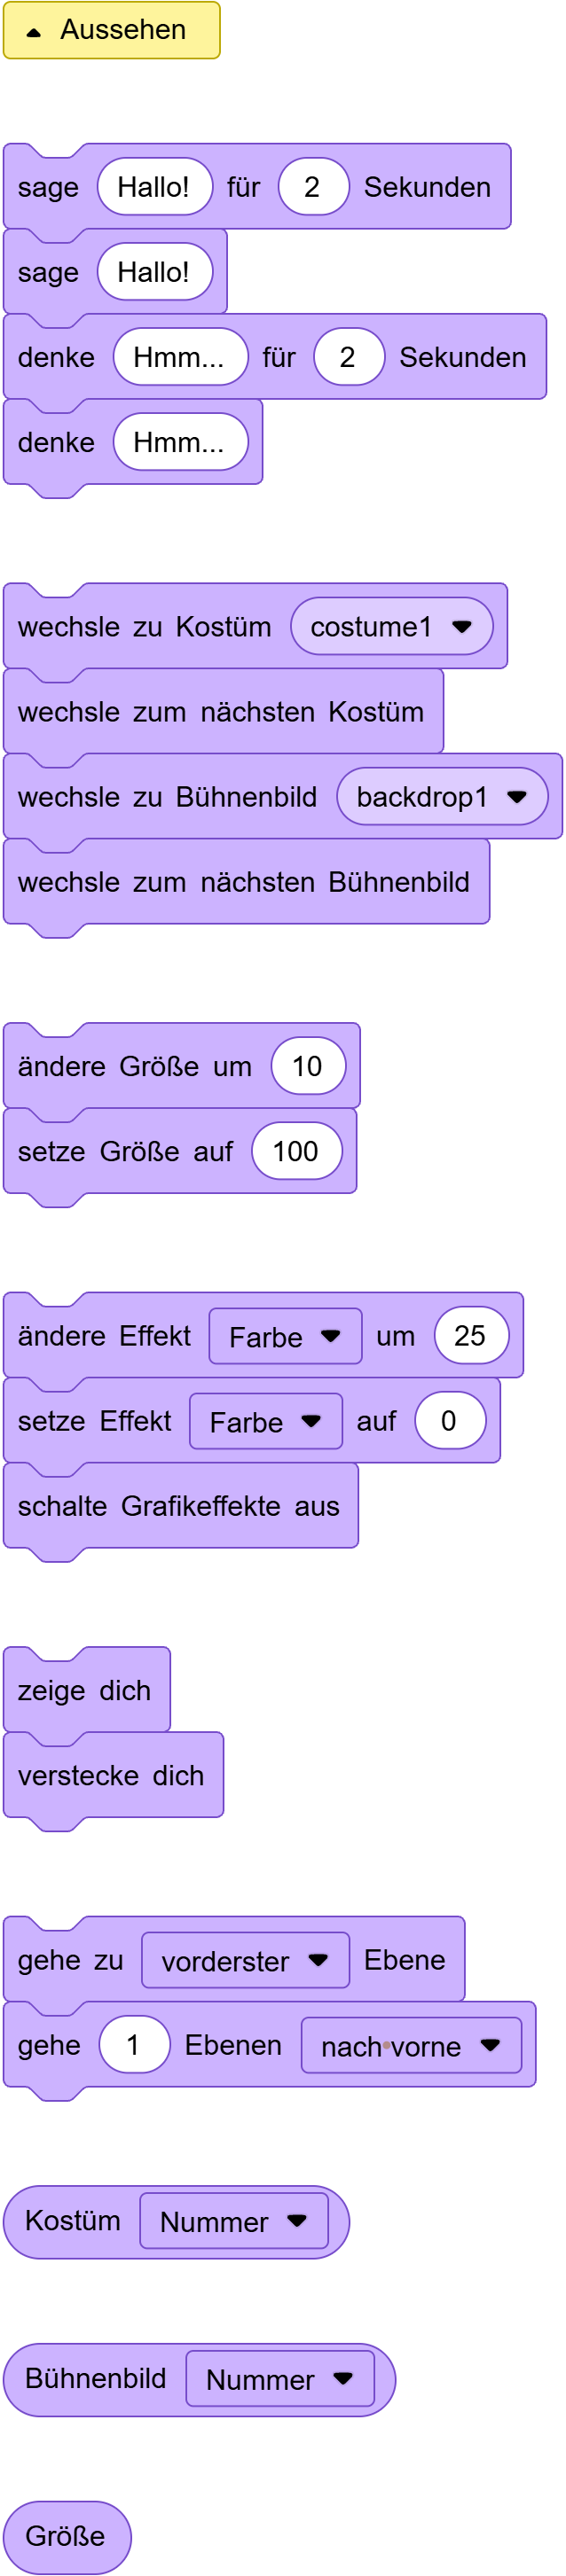 Aussehen
sage Hallo! für 2 Sekunden
sage Hallo!
denke Hmm... für 2 Sekunden
denke Hmm...
wechsle zu Kostüm costume1
wechsle zum nächsten Kostüm
wechsle zu Bühnenbild backdrop1
wechsle zum nächsten Bühnenbild
ändere Größe um 10
setze Größe auf 100
ändere Effekt Farbe um 25
setze Effekt Farbe auf 0
schalte Grafikeffekte aus
zeige dich
verstecke dich
gehe zu vorderster Ebene
gehe 1 Ebenen nach vorne
Kostüm Nummer
Bühnenbild Nummer
Größe